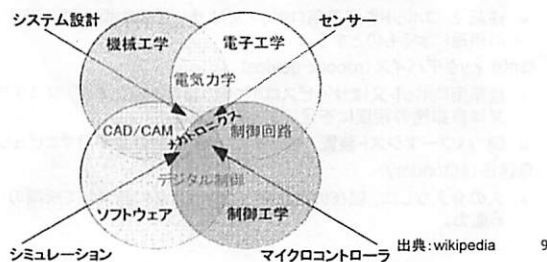 システム設計
センサー
機械工学
電子工学
電気力学
CAD/CAM
メカトロニクス
制御回路
デジタル制御
ソフトウェア
制御工学
シミュレーション
マイクロコントローラ
出典:wikipedia
9